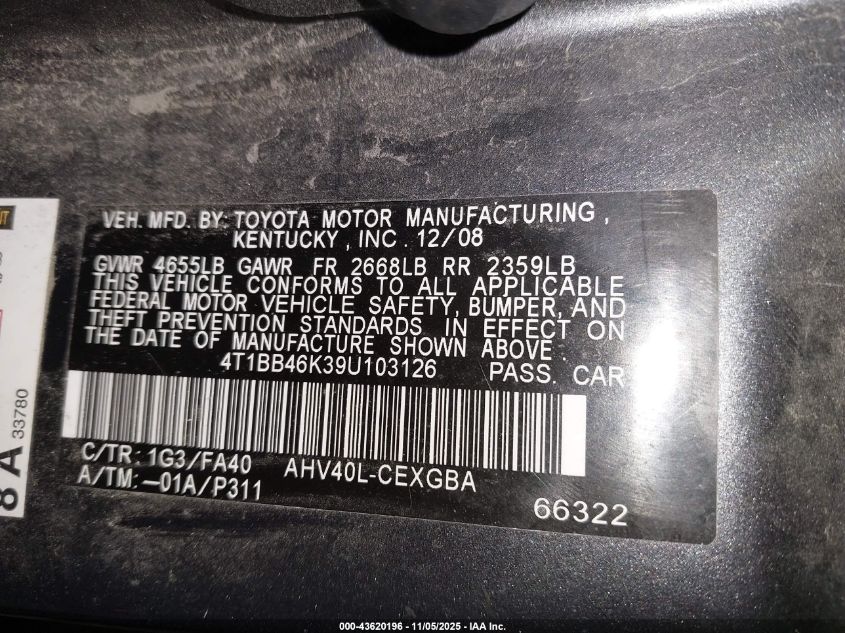 VEH. MFD. BY: TOYOTA MOTOR MANUFACTURING,
KENTUCKY, INC. 12/08
GVWR 4655LB GAWR FR 2668LB RR 2359LB
THIS VEHICLE CONFORMS TO ALL APPLICABLE
FEDERAL MOTOR VEHICLE SAFETY, BUMPER, AND
THEFT PREVENTION STANDARDS IN EFFECT ON
THE DATE OF MANUFACTURE SHOWN ABOVE.
4T1BB46K39U103126 PASS. CAR
C/TR: 1G3/FA40 AHV40L-CEXGBA
A/TM: -01A/P311
66322
8 A 33780
000-43620196 - 11/05/2025 - IAA Inc.